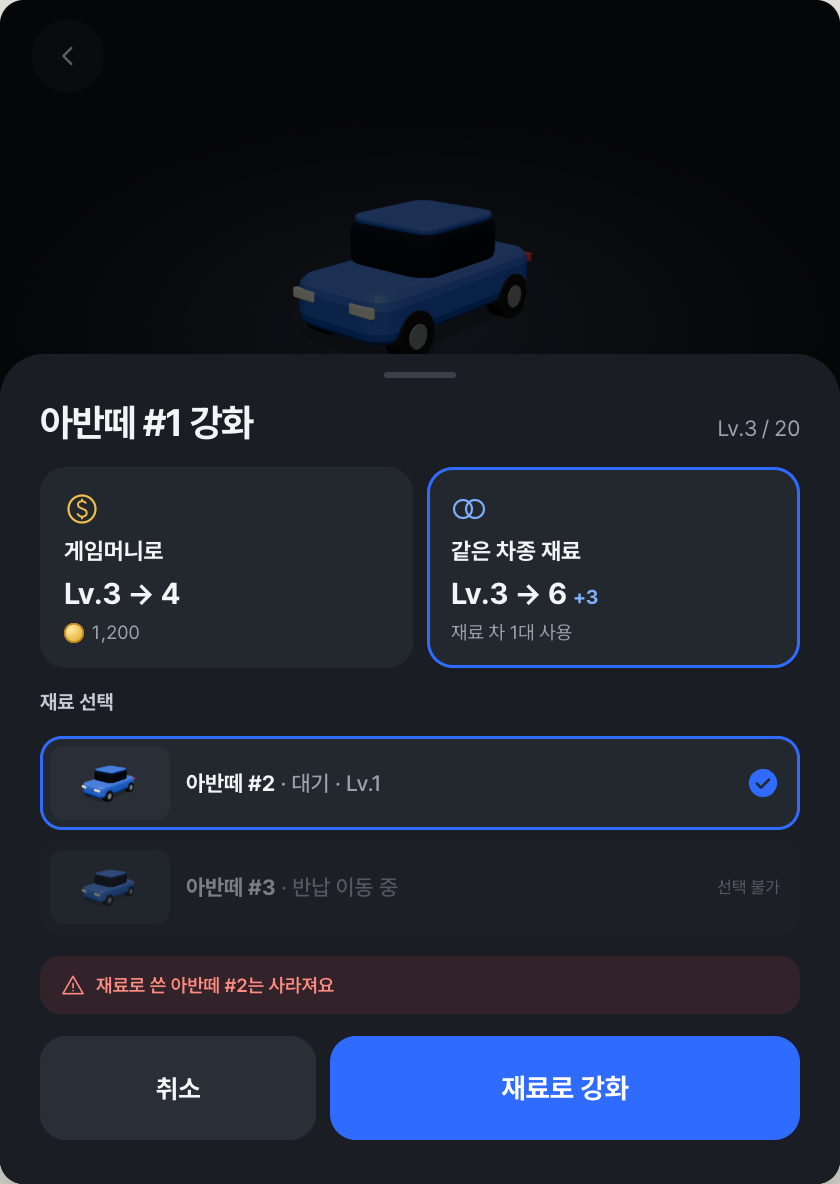 아반떼 #1 강화
Lv.3 / 20
게임머니로
Lv.3 → 4
1,200
같은 차종 재료
Lv.3 → 6 +3
재료 차 1대 사용
재료 선택
아반떼 #2 · 대기 · Lv.1
아반떼 #3 · 반납 이동 중
선택 불가
재료로 쓴 아반떼 #2는 사라져요
취소
재료로 강화